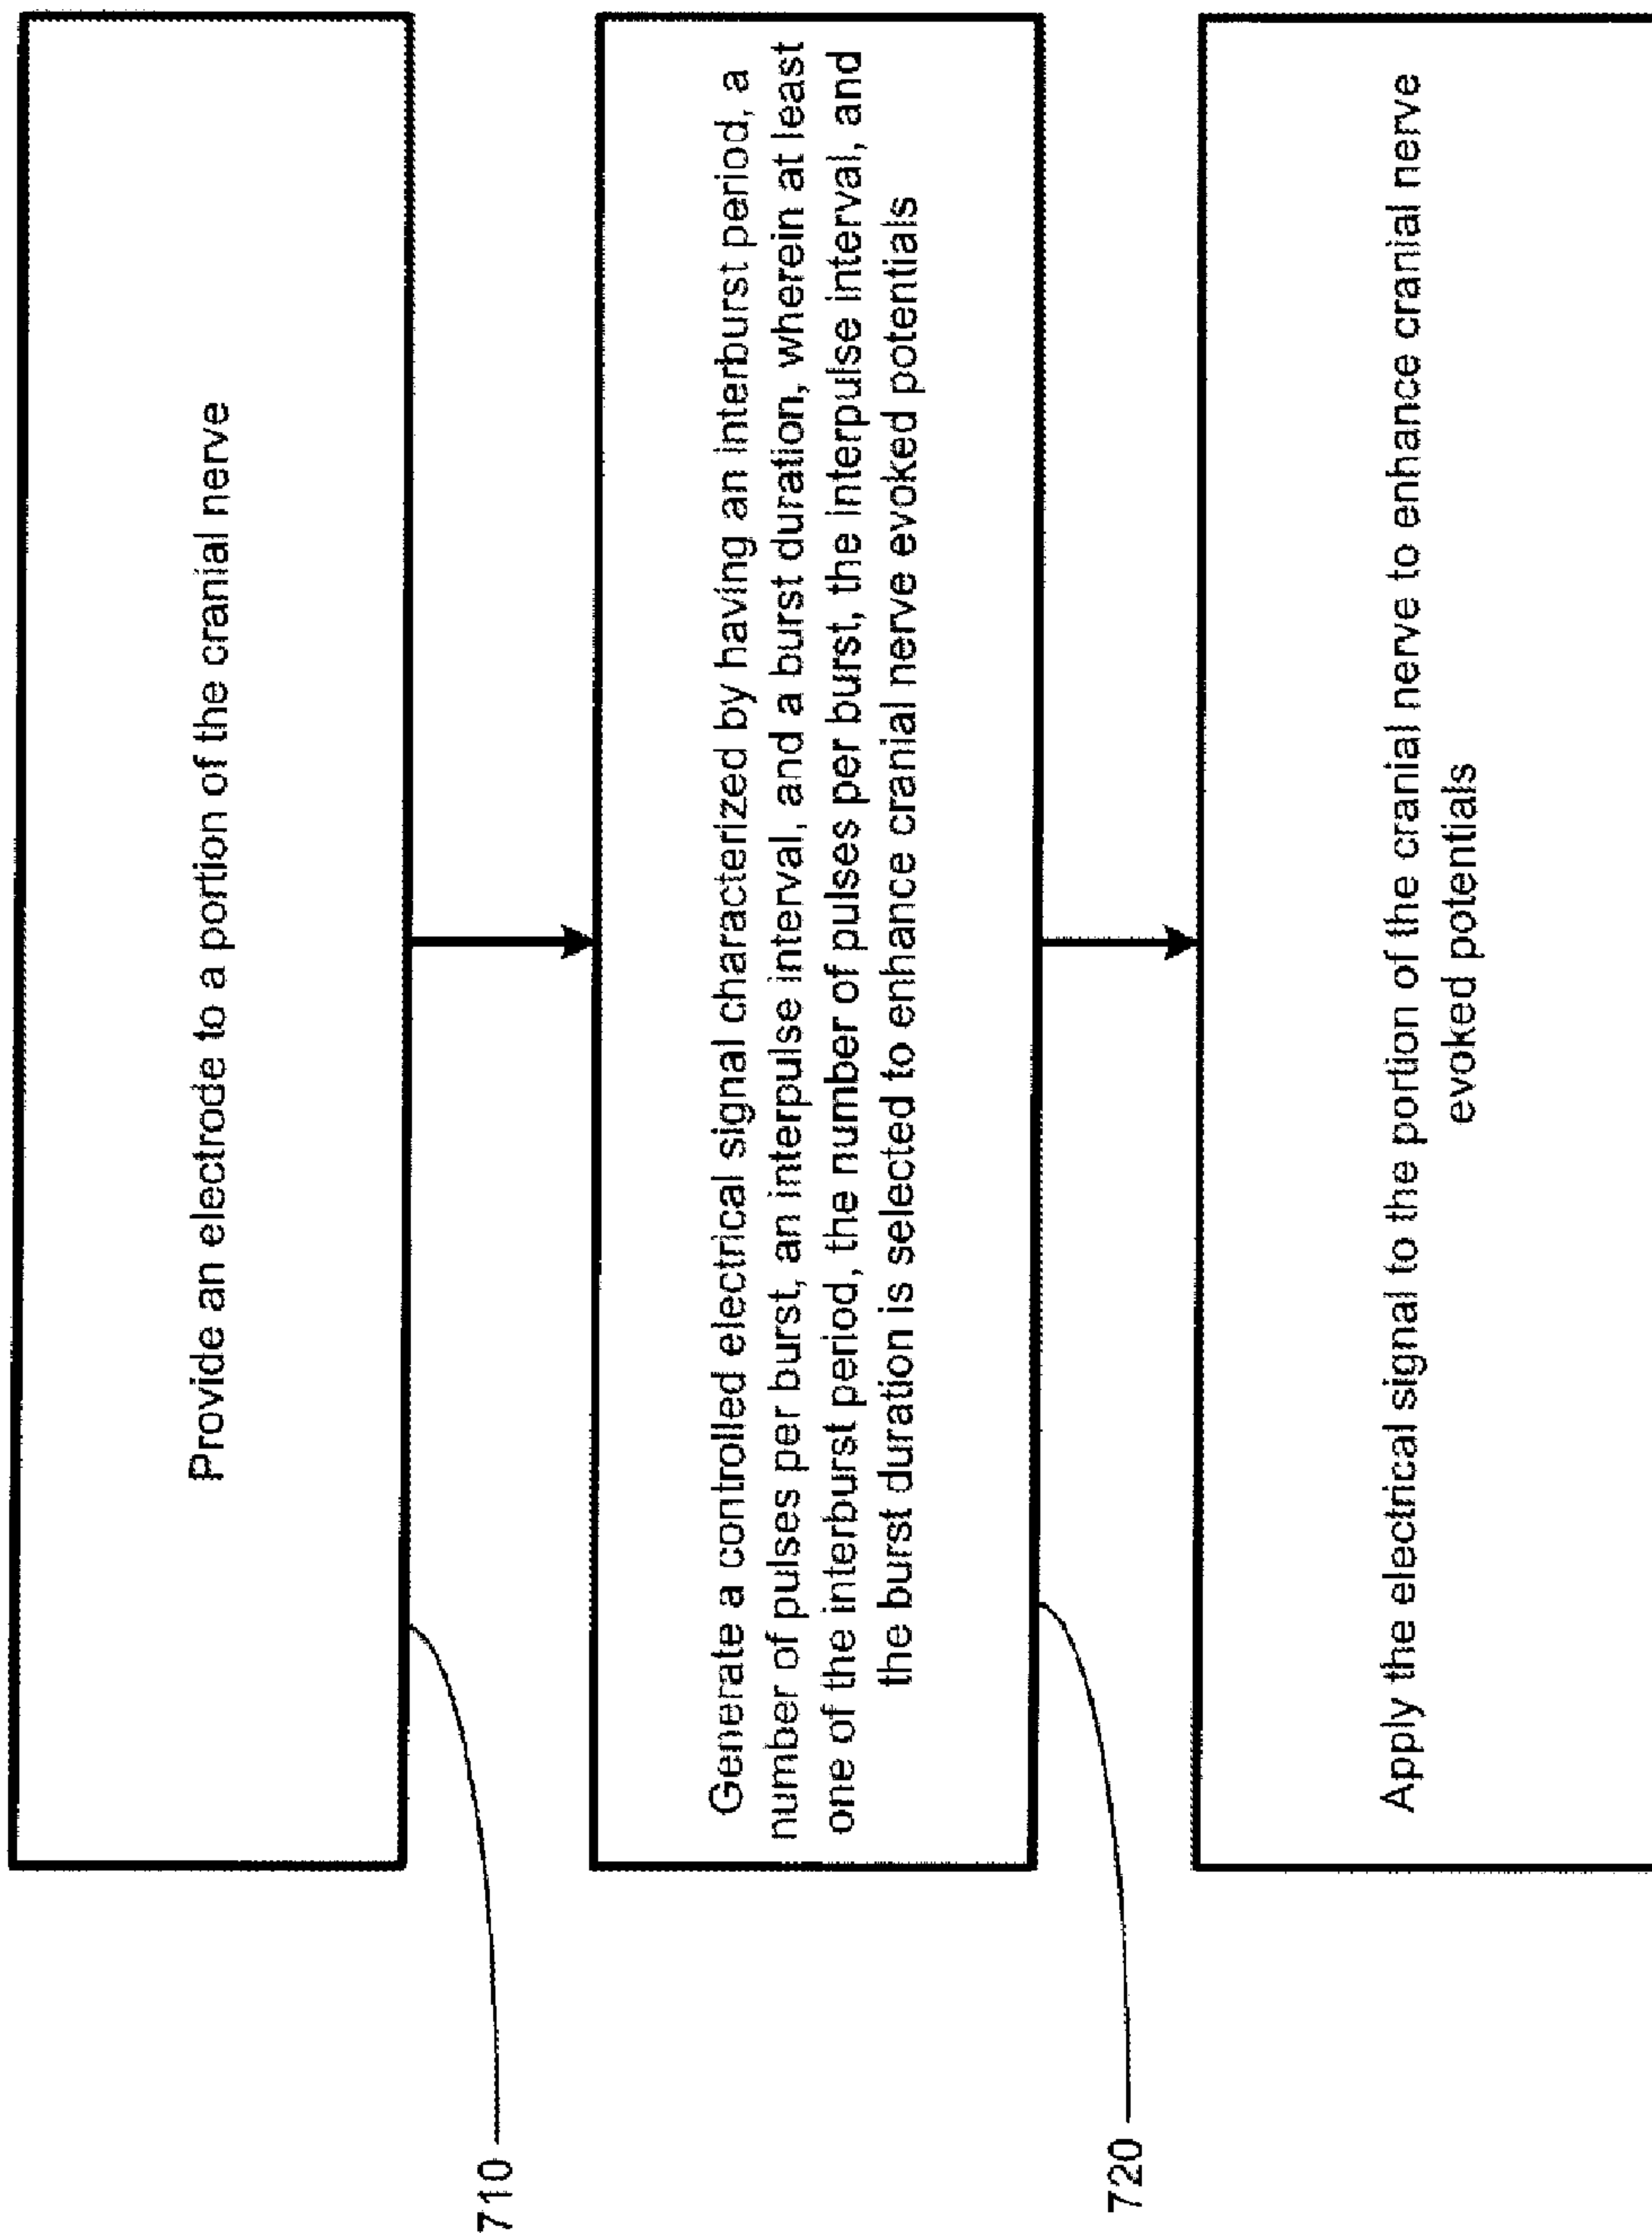 Provide an electrode to a portion of the cranial nerve
710
Generate a controlled electrical signal characterized by having an interburst period, a
number of pulses per burst, an interpulse interval, and a burst duration, wherein at least
one of the interburst period, the number of pulses per burst, the interpulse interval, and
the burst duration is selected to enhance cranial nerve evoked potentials
720
Apply the electrical signal to the portion of the cranial nerve to enhance cranial nerve
evoked potentials